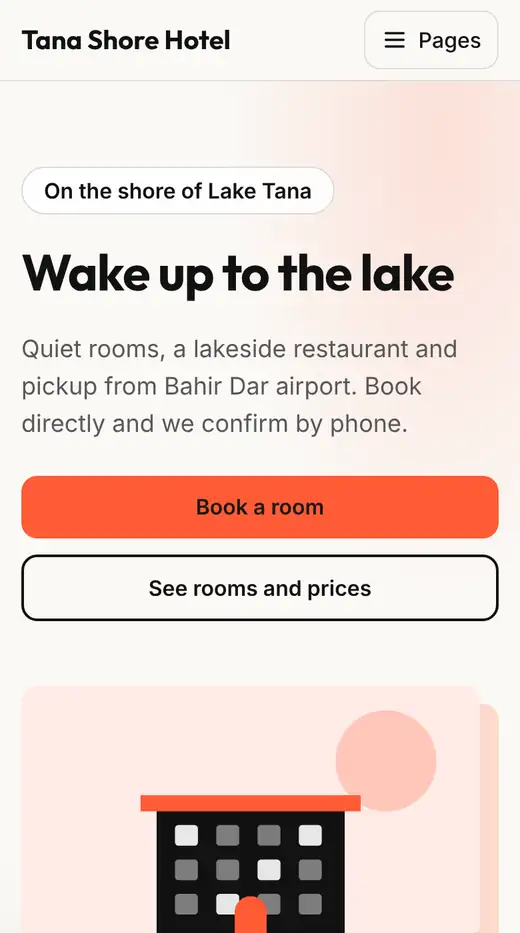 Tana Shore Hotel
Pages
On the shore of Lake Tana
Wake up to the lake
Quiet rooms, a lakeside restaurant and
pickup from Bahir Dar airport. Book
directly and we confirm by phone.
Book a room
See rooms and prices